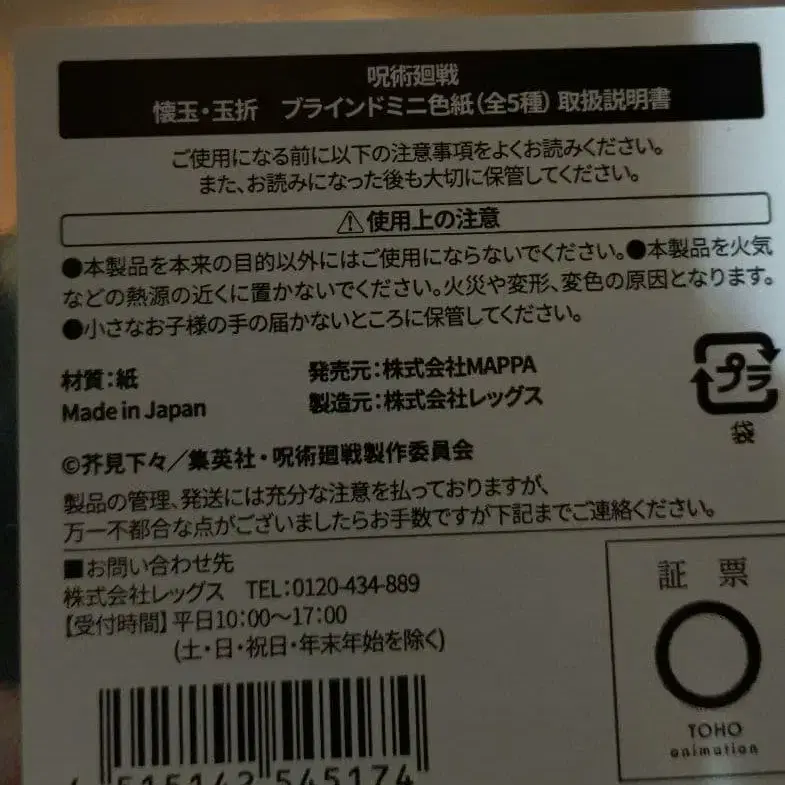 呪術廻戦
懐玉・玉折　ブラインドミニ色紙(全5種) 取扱説明書
ご使用になる前に以下の注意事項をよくお読みください。
また、お読みになった後も大切に保管してください。
⚠使用上の注意
●本製品を本来の目的以外にはご使用にならないでください。●本製品を火気
などの熱源の近くに置かないでください。火災や変形、変色の原因となります。
●小さなお子様の手の届かないところに保管してください。
材質:紙
Made in Japan
発売元:株式会社MAPPA
製造元:株式会社レッグス
プラ
袋
©芥見下々／集英社・呪術廻戦製作委員会
製品の管理、発送には充分な注意を払っておりますが、
万一不都合な点がございましたらお手数ですが下記までご連絡ください。
■お問い合わせ先
株式会社レッグス　TEL:0120-434-889
【受付時間】平日10:00～17:00
(土・日・祝日・年末年始を除く)
証 票
TOHO
animation
4 515142 545174